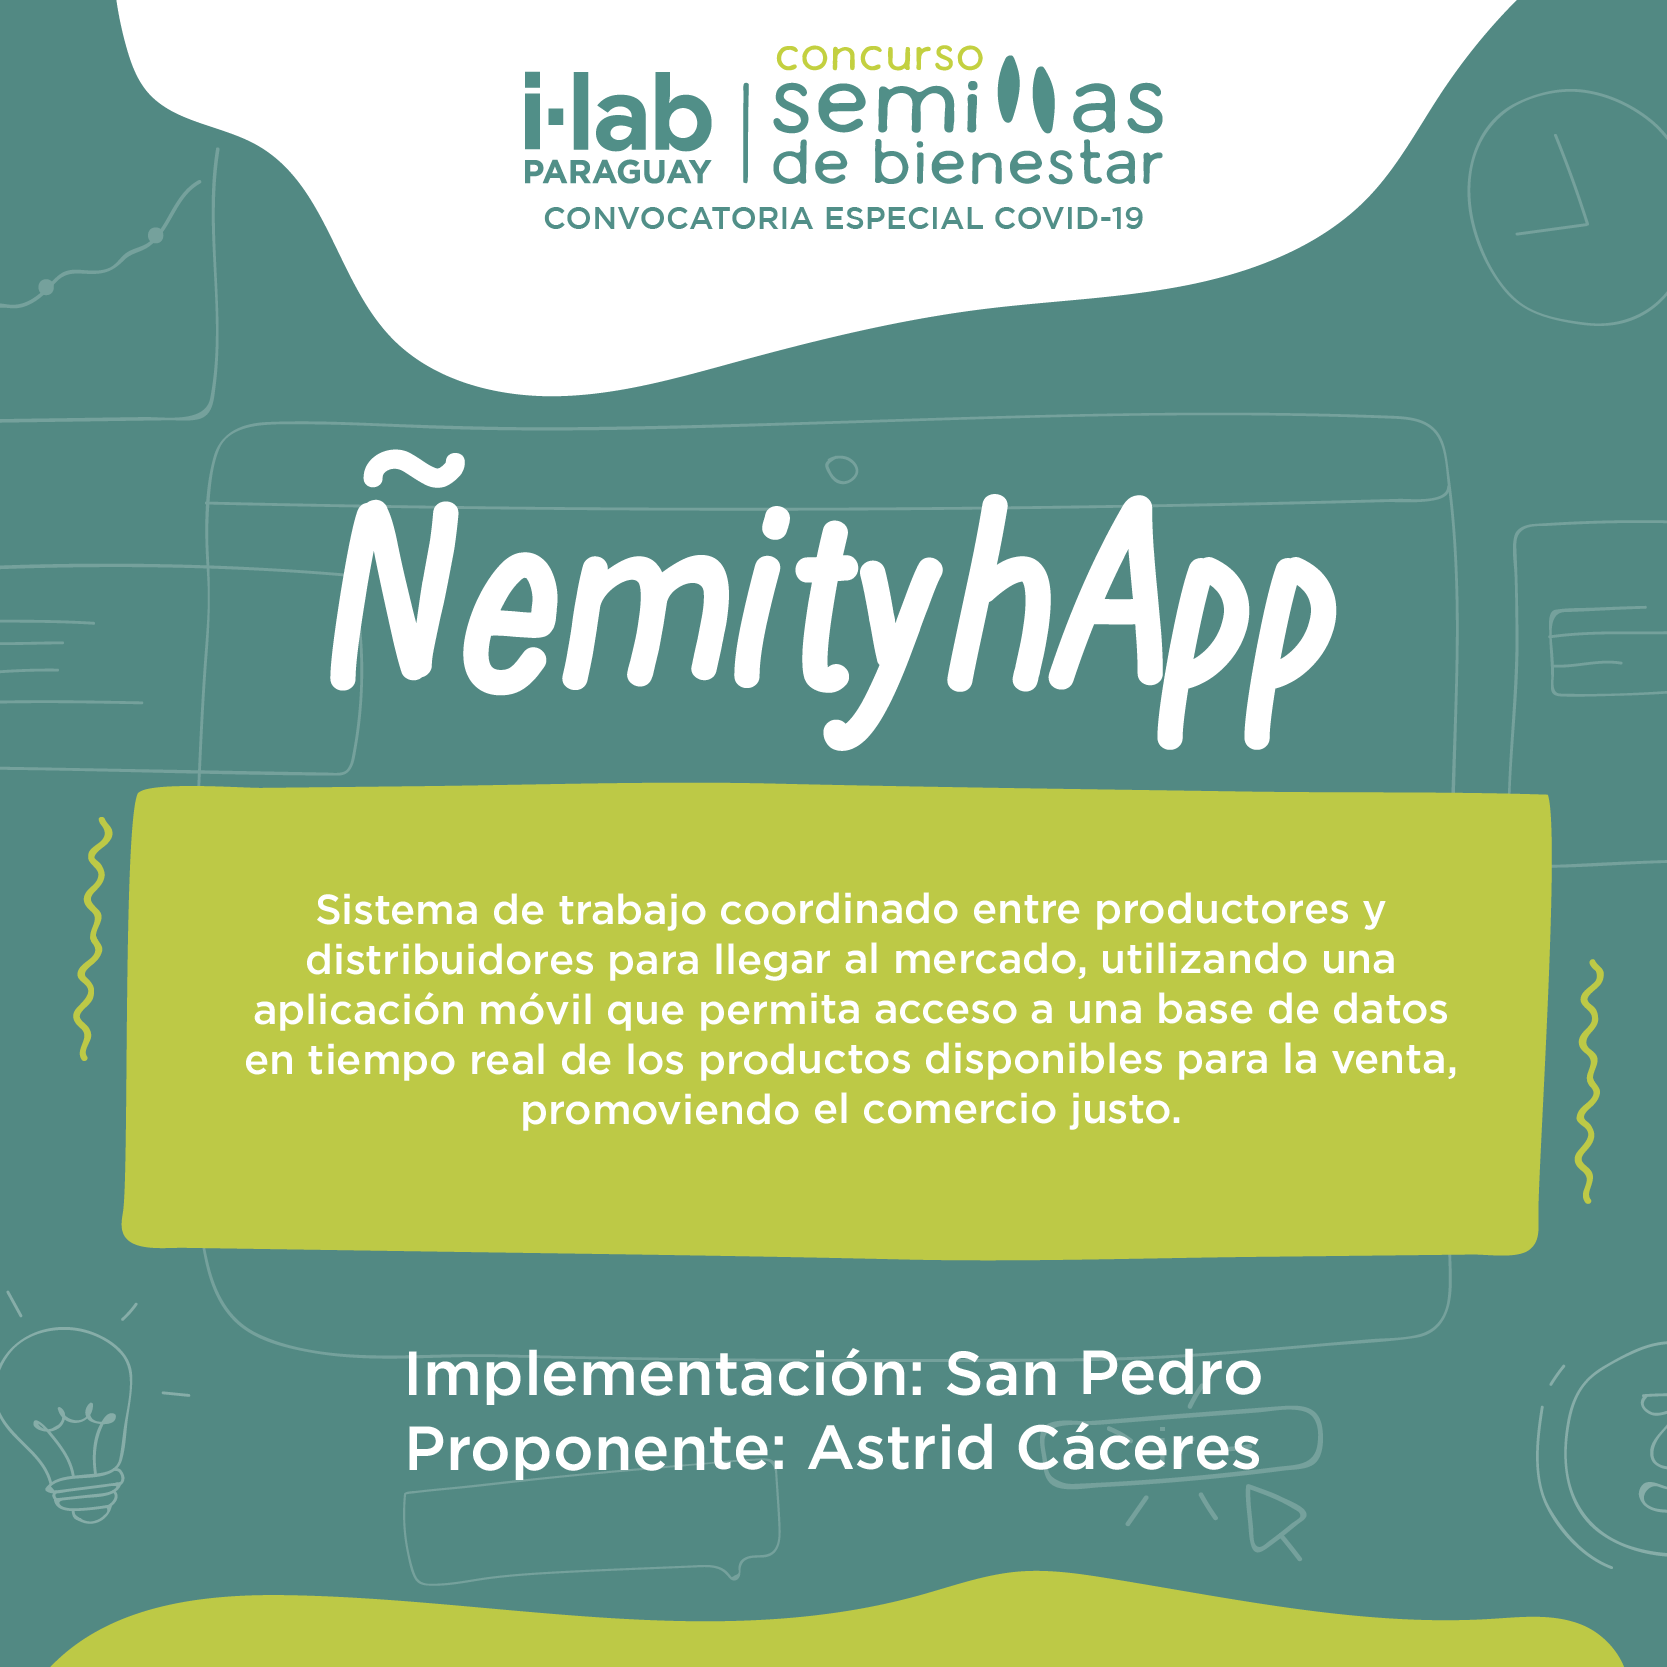 i·lab
PARAGUAY
concurso
semillas
de bienestar
CONVOCATORIA ESPECIAL COVID-19
ÑemityhApp
Sistema de trabajo coordinado entre productores y
distribuidores para llegar al mercado, utilizando una
aplicación móvil que permita acceso a una base de datos
en tiempo real de los productos disponibles para la venta,
promoviendo el comercio justo.
Implementación: San Pedro
Proponente: Astrid Cáceres